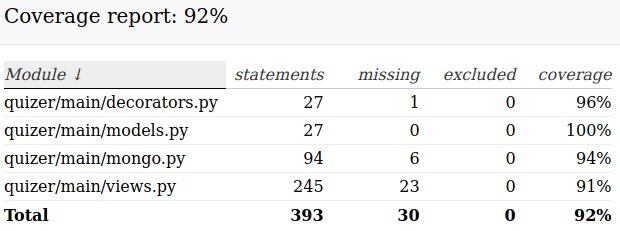 Coverage report: 92%
Module ↓ statements missing excluded coverage
quizer/main/decorators.py 27 1 0 96%
quizer/main/models.py 27 0 0 100%
quizer/main/mongo.py 94 6 0 94%
quizer/main/views.py 245 23 0 91%
Total 393 30 0 92%